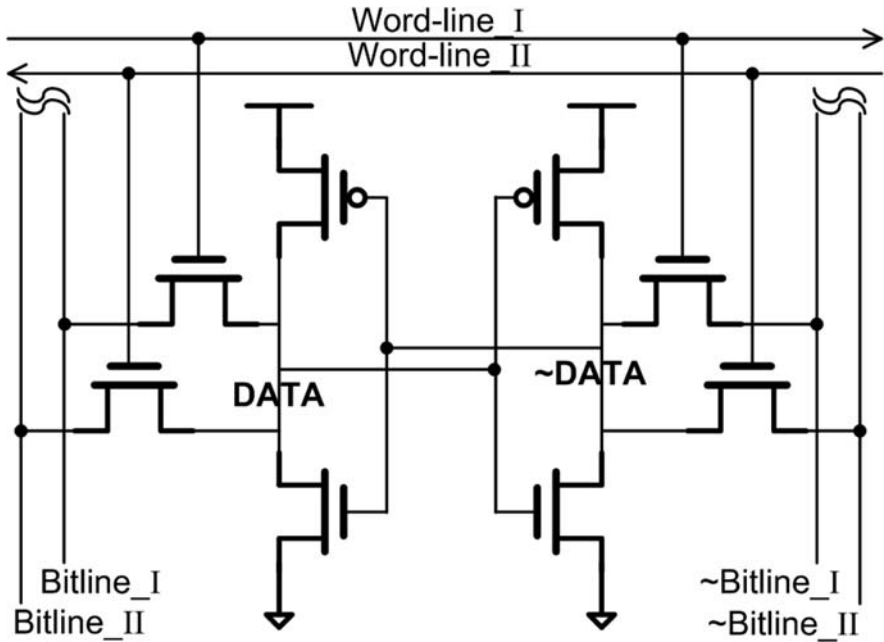 Word-line_I
Word-line_II
DATA
~DATA
Bitline_I
~Bitline_I
Bitline_II
~Bitline_II